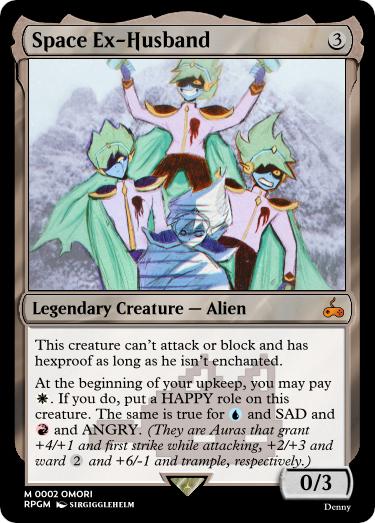 Space Ex-Husband
3
Legendary Creature — Alien
This creature can't attack or block and has
hexproof as long as he isn't enchanted.
At the beginning of your upkeep, you may pay
. If you do, put a HAPPY role on this
creature. The same is true for and SAD and
and ANGRY. (They are Auras that grant
+4/+1 and first strike while attacking, +2/+3 and
ward 2 and +6/-1 and trample, respectively.)
0/3
M 0002 OMORI
RPGM SIRGIGGLEHELM
Denny